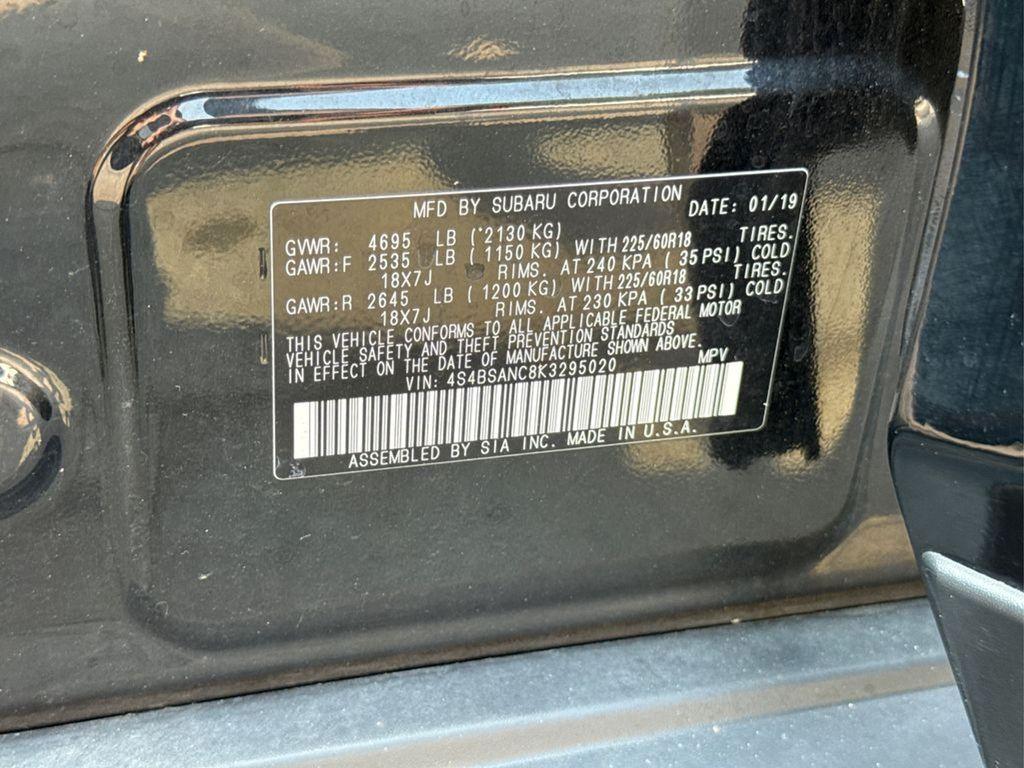 MFD BY SUBARU CORPORATION DATE: 01/19
GVWR: 4695 LB (*2130 KG)
GAWR:F 2535 LB ( 1150 KG) WITH 225/60R18 TIRES.
18X7J RIMS. AT 240 KPA ( 35 PSI) COLD
GAWR:R 2645 LB ( 1200 KG) WITH 225/60R18 TIRES.
18X7J RIMS. AT 230 KPA ( 33 PSI) COLD
THIS VEHICLE CONFORMS TO ALL APPLICABLE FEDERAL MOTOR
VEHICLE SAFETY AND THEFT PREVENTION STANDARDS
IN EFFECT ON THE DATE OF MANUFACTURE SHOWN ABOVE.
VIN: 4S4BSANC8K3295020 MPV
ASSEMBLED BY SIA INC. MADE IN U.S.A.